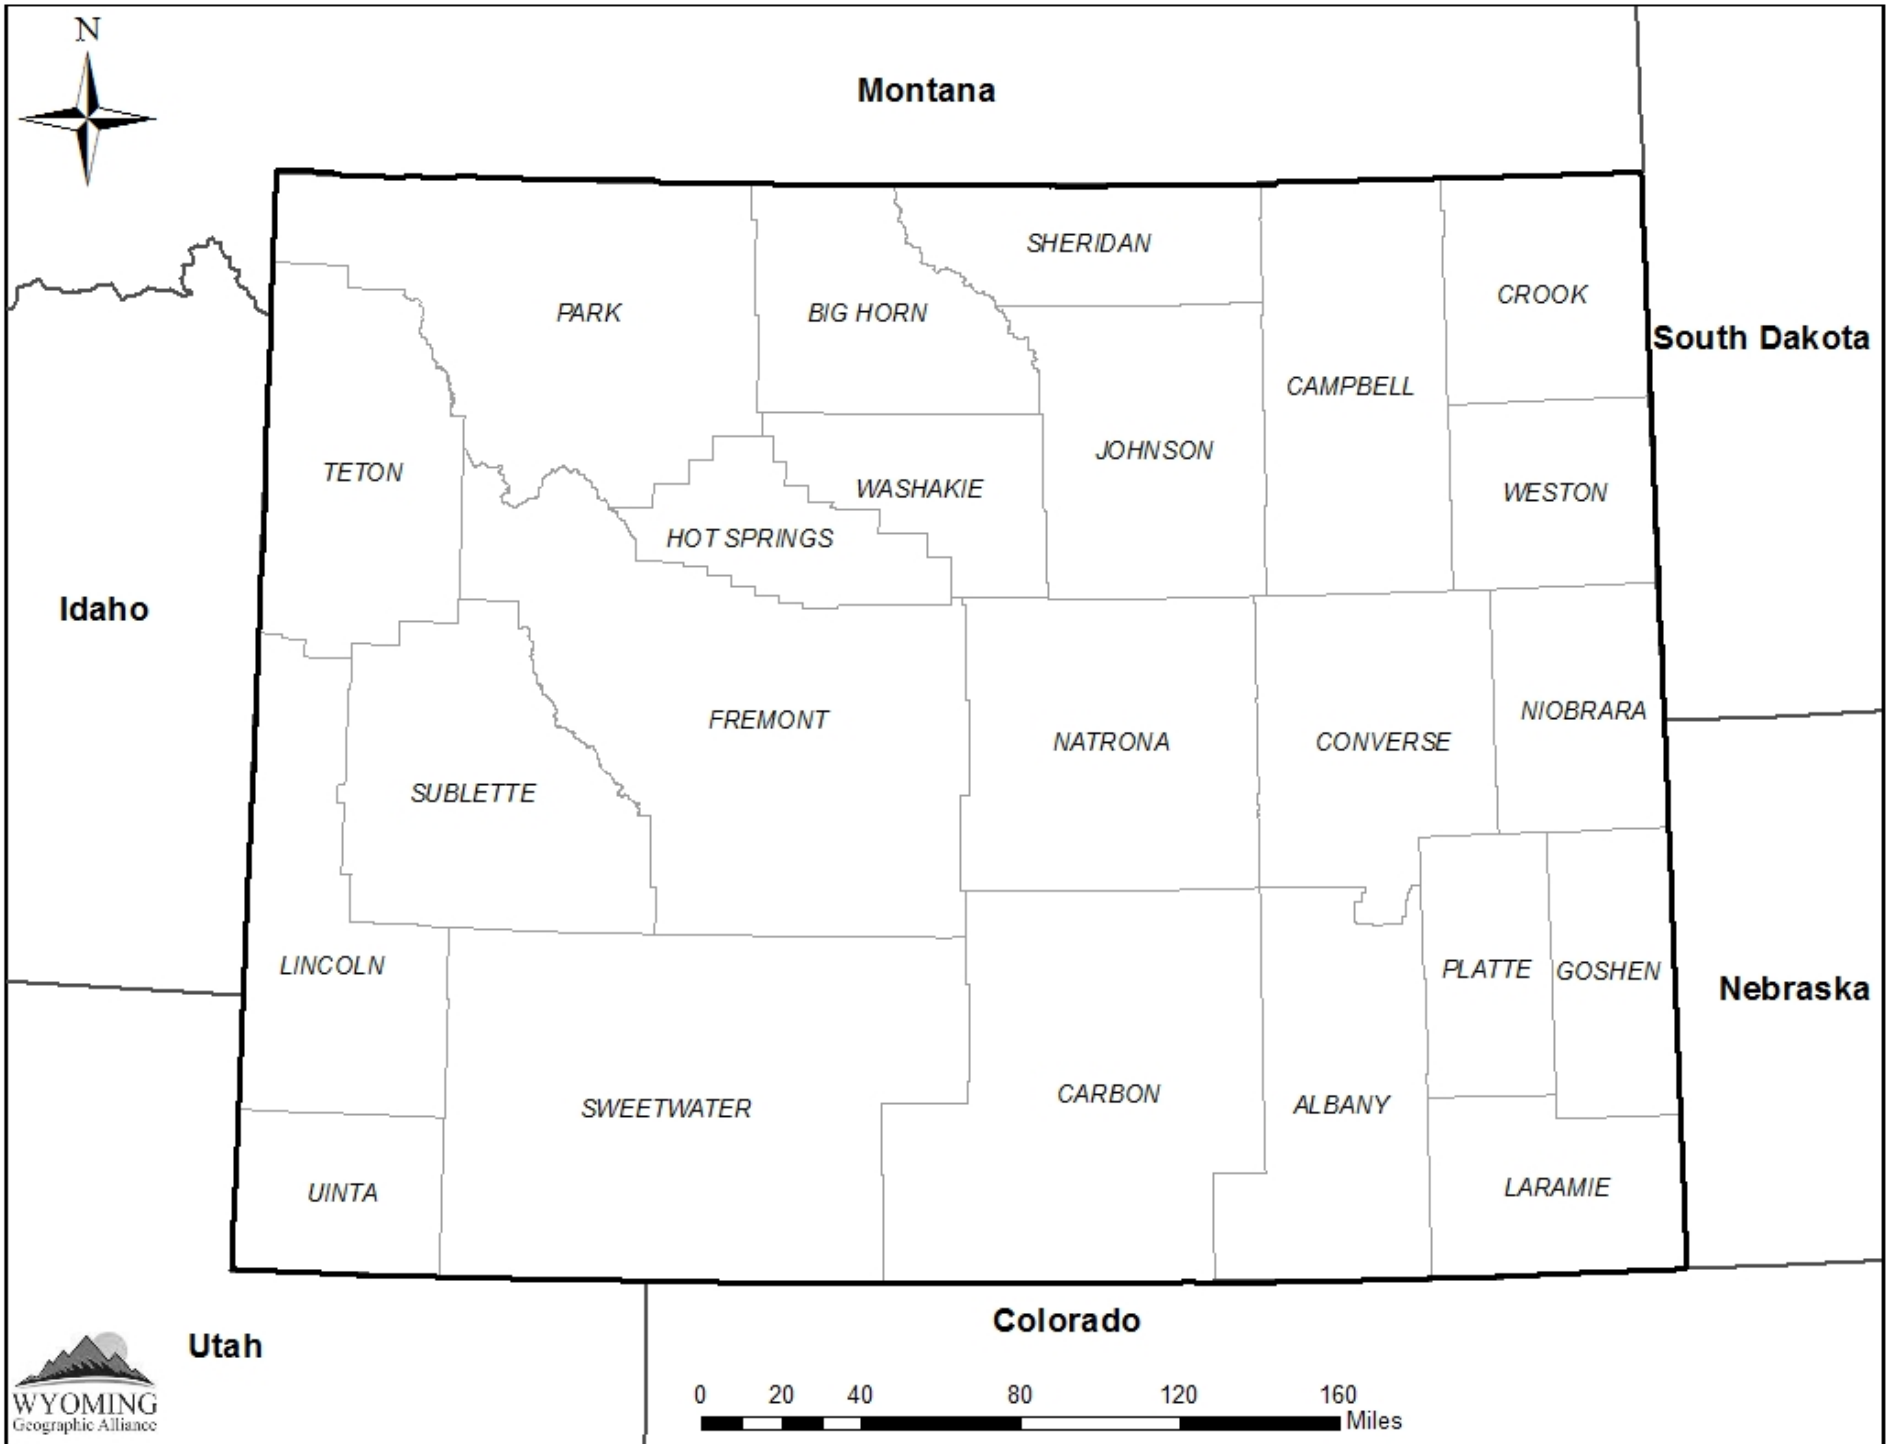 N
Montana
SHERIDAN
CROOK
PARK
BIG HORN
South Dakota
CAMPBELL
JOHNSON
TETON
WASHAKIE
WESTON
HOT SPRINGS
Idaho
FREMONT
NIOBRARA
NATRONA
CONVERSE
SUBLETTE
LINCOLN
PLATTE
GOSHEN
Nebraska
SWEETWATER
CARBON
ALBANY
UINTA
LARAMIE
Colorado
Utah
0 20 40 80 120 160
Miles
WYOMING
Geographic Alliance